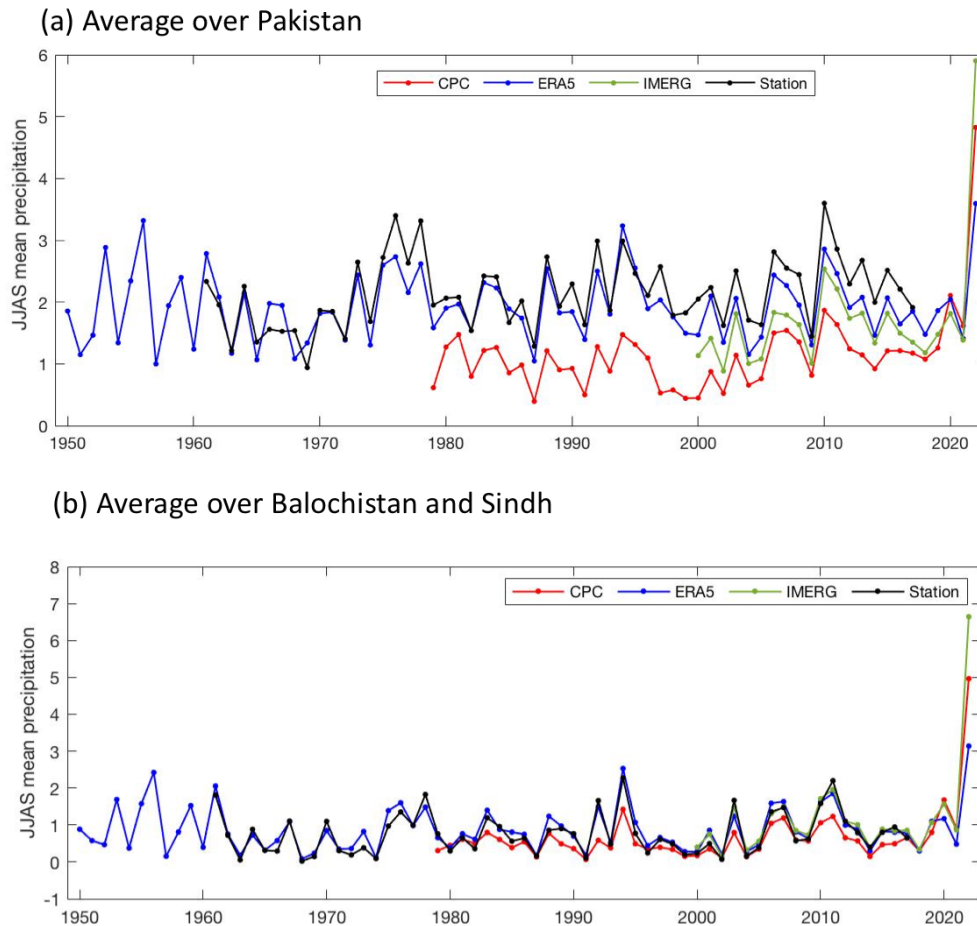 (a) Average over Pakistan
6
CPC ERA5 IMERG Station
5
4
3
2
1
0
JJAS mean precipitation
1950 1960 1970 1980 1990 2000 2010 2020
(b) Average over Balochistan and Sindh
8
CPC ERA5 IMERG Station
7
6
5
4
3
2
1
0
-1
JJAS mean precipitation
1950 1960 1970 1980 1990 2000 2010 2020